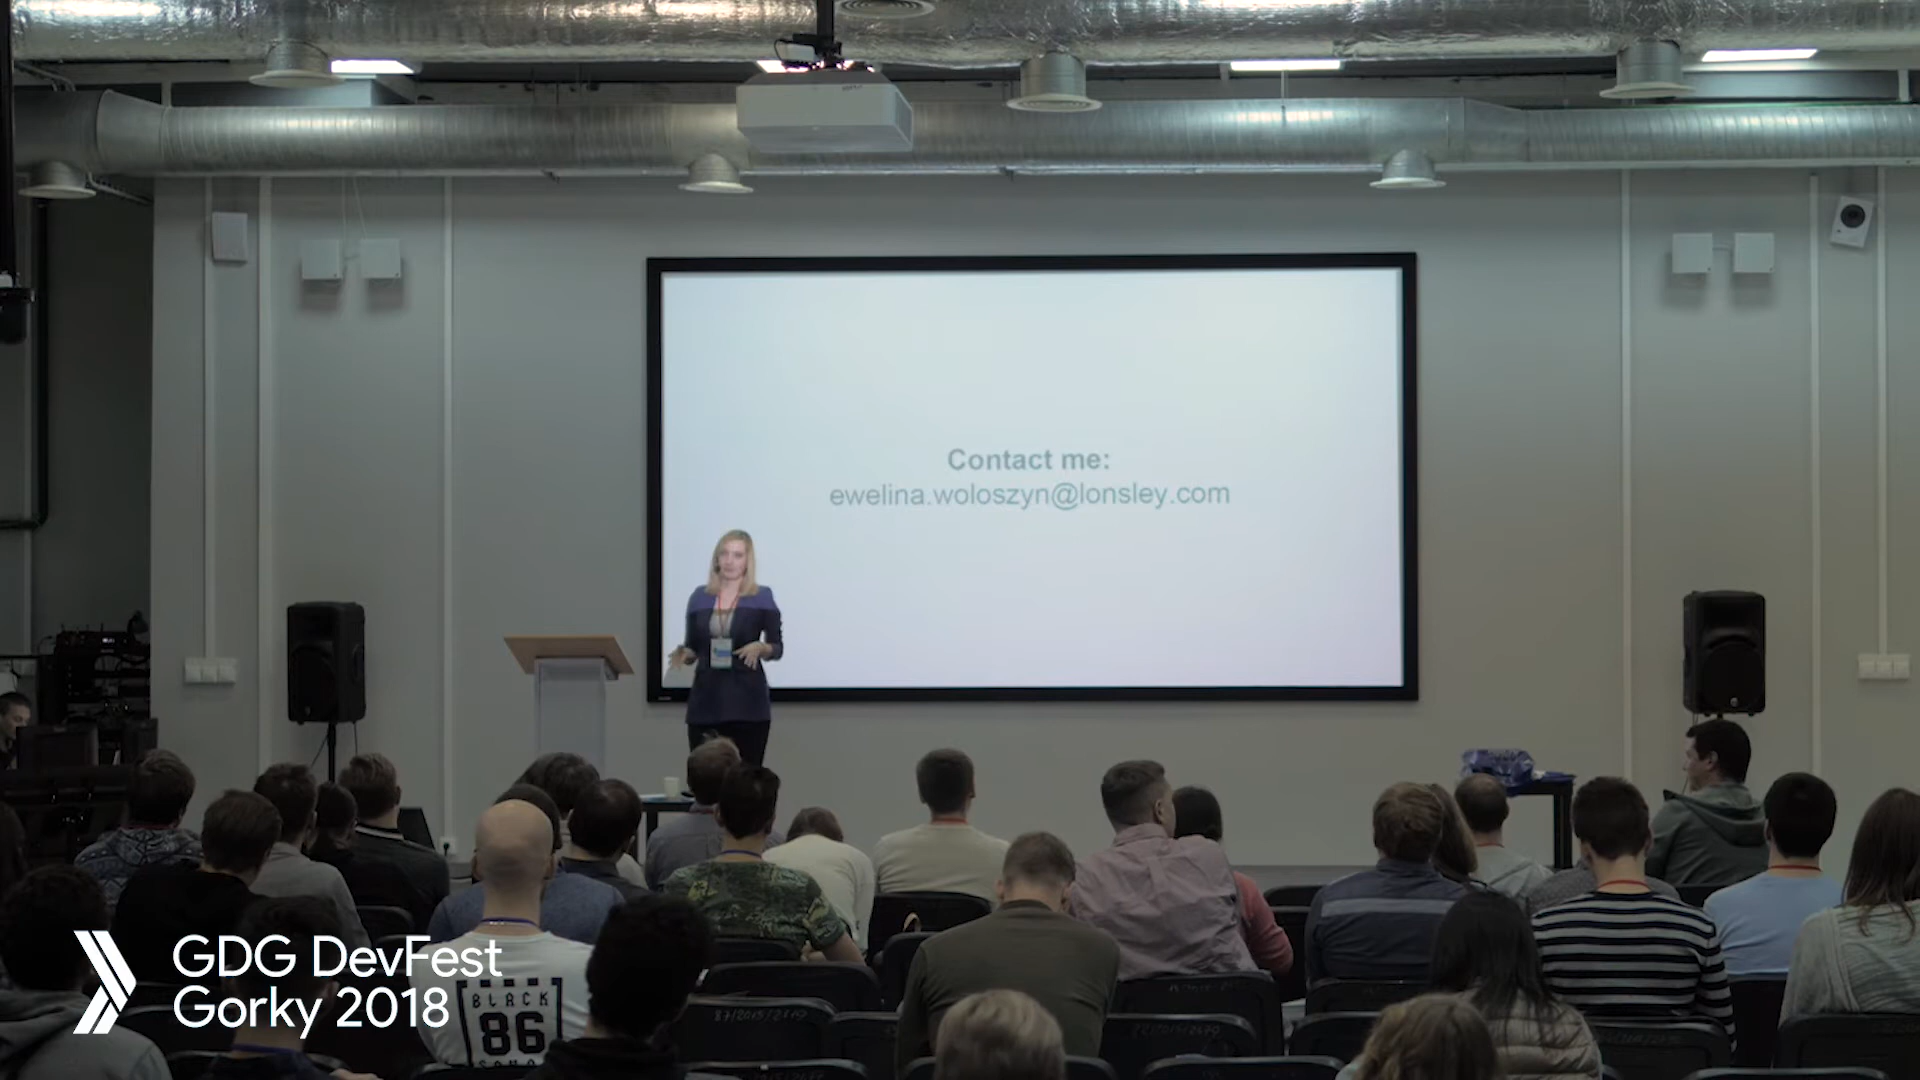 Contact me:
ewelina.woloszyn@lonsley.com
GDG DevFest
Gorky 2018
BLACK
86